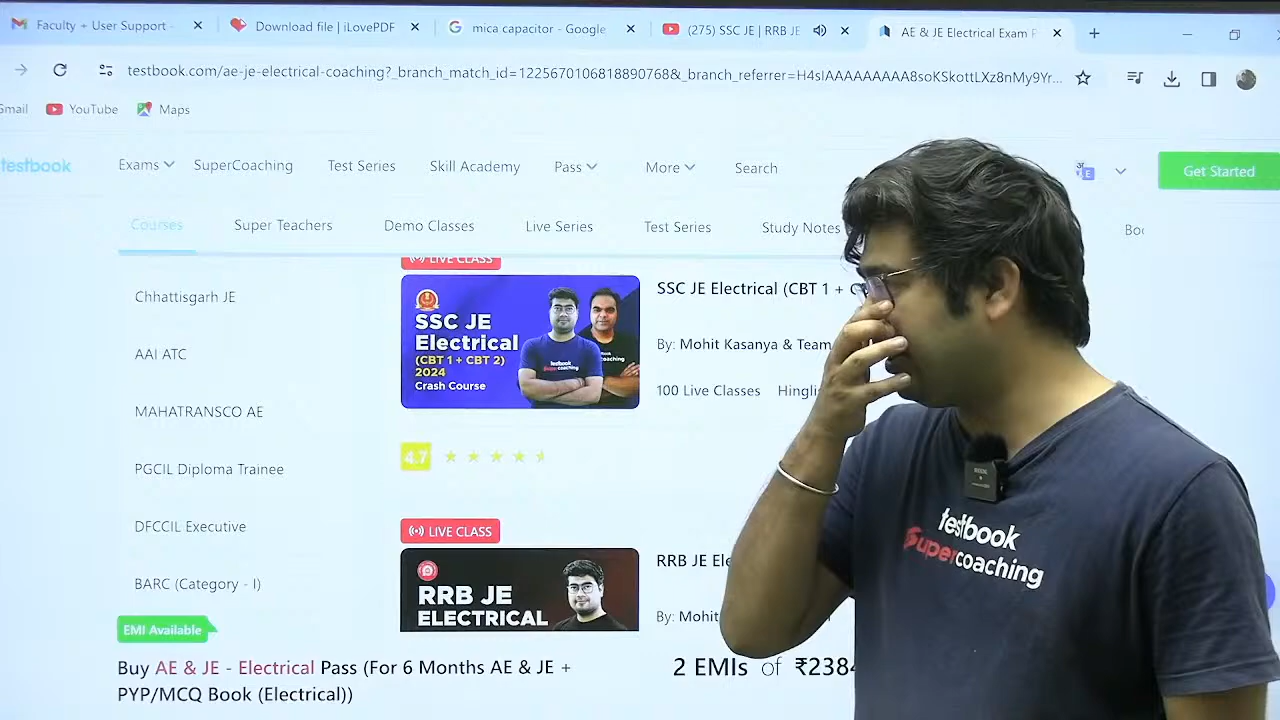 Faculty + User Support -
Download file | iLovePDF
mica capacitor - Google
(275) SSC JE | RRB JE
AE & JE Electrical Exam P
testbook.com/ae-je-electrical-coaching?_branch_match_id=1225670106818890768&_branch_referrer=H4sIAAAAAAAAA8soKSkottLXz8nMy9Yr...
Gmail
YouTube
Maps
testbook
Exams
SuperCoaching
Test Series
Skill Academy
Pass
More
Search
Get Started
Courses
Super Teachers
Demo Classes
Live Series
Test Series
Study Notes
Chhattisgarh JE
AAI ATC
MAHATRANSCO AE
PGCIL Diploma Trainee
DFCCIL Executive
BARC (Category - I)
LIVE CLASS
SSC JE
Electrical
(CBT 1 + CBT 2)
2024
Crash Course
testbook
Supercoaching
SSC JE Electrical (CBT 1 +
By: Mohit Kasanya & Team
100 Live Classes
4.7
LIVE CLASS
RRB JE
ELECTRICAL
RRB JE
By: Mohit
EMI Available
Buy AE & JE - Electrical Pass (For 6 Months AE & JE +
PYP/MCQ Book (Electrical))
2 EMIs of ₹2384
testbook
Supercoaching